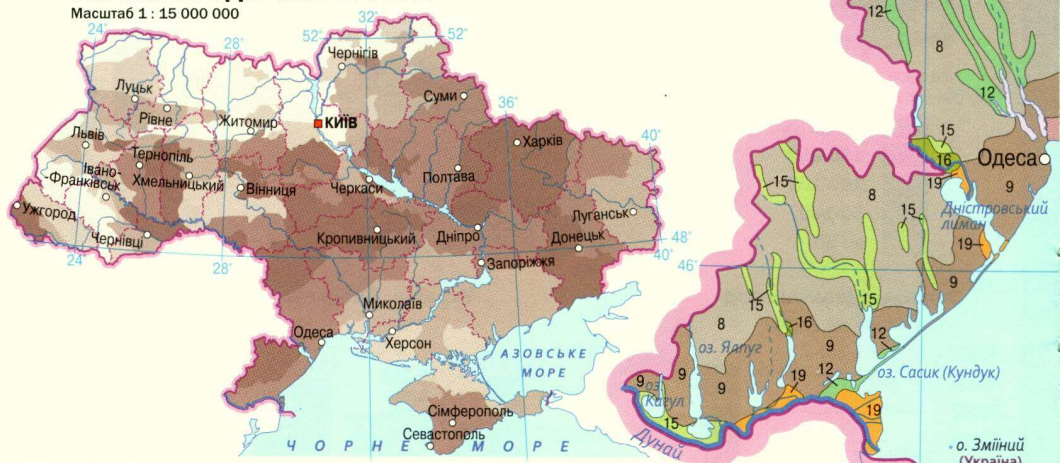 Масштаб 1 : 15 000 000
24°
28°
32°
52°
52°
36°
40°
Чернігів
Луцьк
Суми
Рівне
Житомир
КИЇВ
Львів
Харків
Тернопіль
Полтава
Івано-
Франківськ
Хмельницький
Вінниця
Черкаси
Ужгород
Луганськ
Чернівці
Кропивницький
Дніпро
Донецьк
48°
24°
28°
40°
Запоріжжя
Миколаїв
Одеса
Херсон
АЗОВСЬКЕ
МОРЕ
Сімферополь
Севастополь
ЧОРНЕ МОРЕ
12
8
12
15
16
Одеса
19
9
15
8
Дністровський
лиман
15
19
46°
9
15
15
8
16
12
оз. Ялпуг
9
9
9
оз.
Кагул
9
19
12
оз. Сасик (Кундук)
15
19
Дунай
о. Зміїний
(Україна)